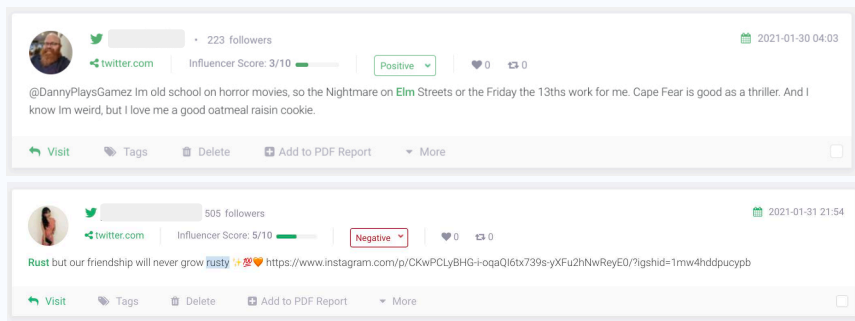 • 223 followers
2021-01-30 04:03
twitter.com Influencer Score: 3/10 Positive 0 0
@DannyPlaysGamez Im old school on horror movies, so the Nightmare on Elm Streets or the Friday the 13ths work for me. Cape Fear is good as a thriller. And I
know Im weird, but I love me a good oatmeal raisin cookie.
Visit Tags Delete Add to PDF Report More
505 followers
2021-01-31 21:54
twitter.com Influencer Score: 5/10 Negative 0 0
Rust but our friendship will never grow rusty ✨💯🧡 https://www.instagram.com/p/CKwPCLyBHG-i-oqaQI6tx739s-yXFu2hNwReyE0/?igshid=1mw4hddpucypb
Visit Tags Delete Add to PDF Report More